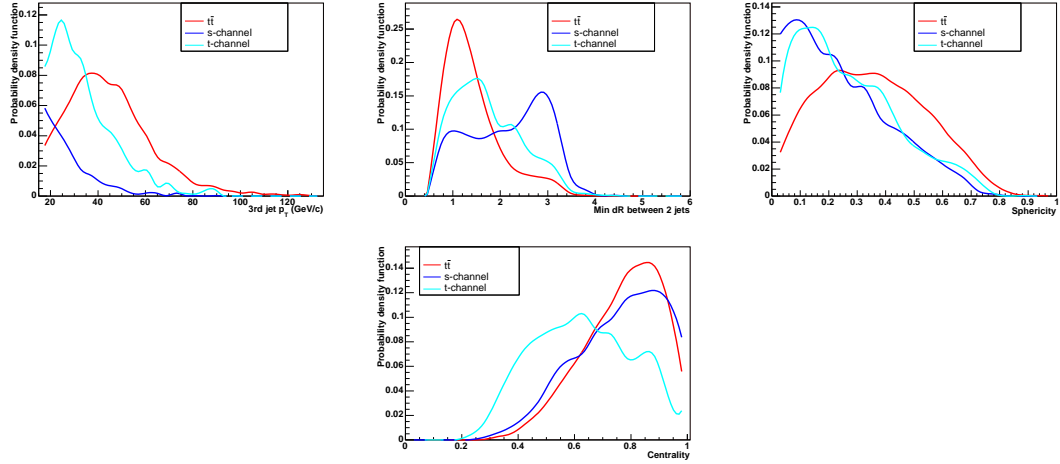 Probability density function
0.12
0.1
0.08
0.06
0.04
0.02
0
20 40 60 80 100 120
3rd jet p_T (GeV/c)
tt̄
s-channel
t-channel
Probability density function
0.25
0.2
0.15
0.1
0.05
0
0 1 2 3 4 5 6
Min dR between 2 jets
tt̄
s-channel
t-channel
Probability density function
0.14
0.12
0.1
0.08
0.06
0.04
0.02
0
0 0.1 0.2 0.3 0.4 0.5 0.6 0.7 0.8 0.9 1
Sphericity
tt̄
s-channel
t-channel
Probability density function
0.14
0.12
0.1
0.08
0.06
0.04
0.02
0
0 0.2 0.4 0.6 0.8 1
Centrality
tt̄
s-channel
t-channel